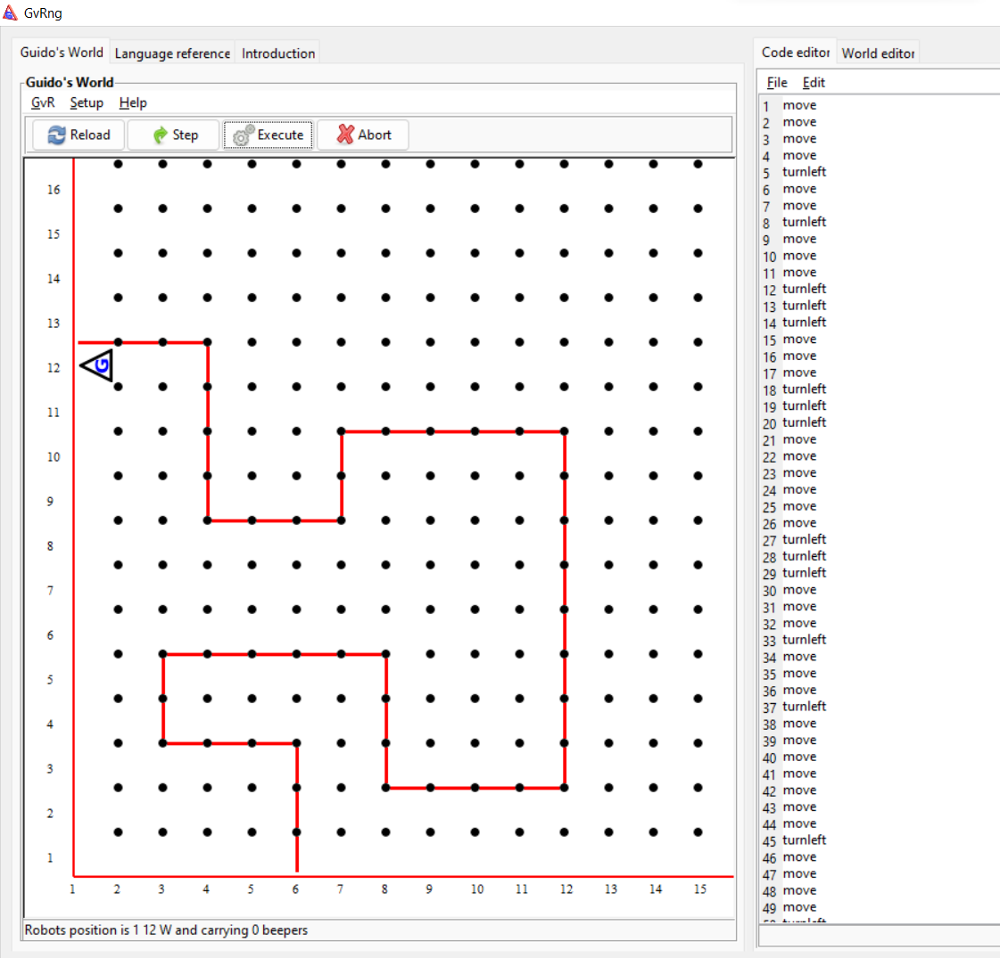 GvRng
Guido's World Language reference Introduction
Guido's World
GvR Setup Help
Reload Step Execute Abort
16
15
14
13
12
G
11
10
9
8
7
6
5
4
3
2
1
1 2 3 4 5 6 7 8 9 10 11 12 13 14 15
Robots position is 1 12 W and carrying 0 beepers
Code editor World editor
File Edit
1 move
2 move
3 move
4 move
5 turnleft
6 move
7 move
8 turnleft
9 move
10 move
11 move
12 turnleft
13 turnleft
14 turnleft
15 move
16 move
17 move
18 turnleft
19 turnleft
20 turnleft
21 move
22 move
23 move
24 move
25 move
26 move
27 turnleft
28 turnleft
29 turnleft
30 move
31 move
32 move
33 turnleft
34 move
35 move
36 move
37 turnleft
38 move
39 move
40 move
41 move
42 move
43 move
44 move
45 turnleft
46 move
47 move
48 move
49 move